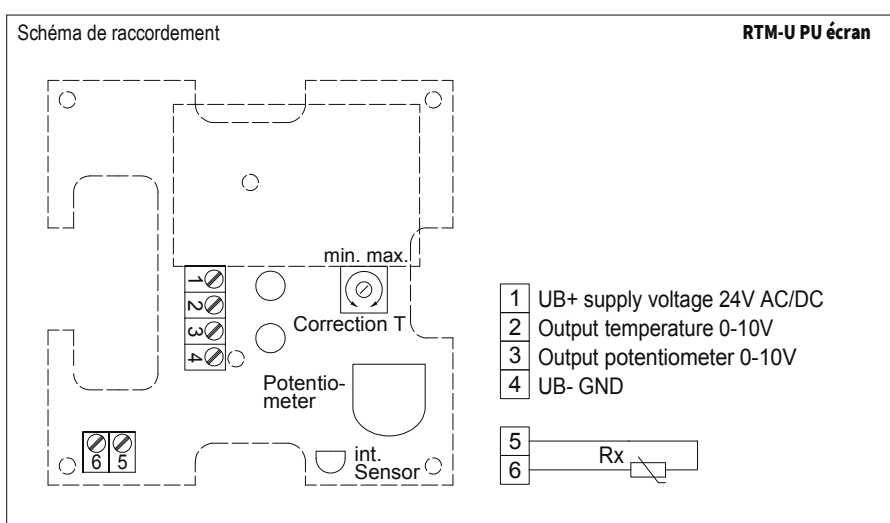 Schéma de raccordement
RTM-U PU écran
min. max.
1
2
3
4
Correction T
Potentio-
meter
int.
Sensor
6 5
1 UB+ supply voltage 24V AC/DC
2 Output temperature 0-10V
3 Output potentiometer 0-10V
4 UB- GND
5
6
Rx